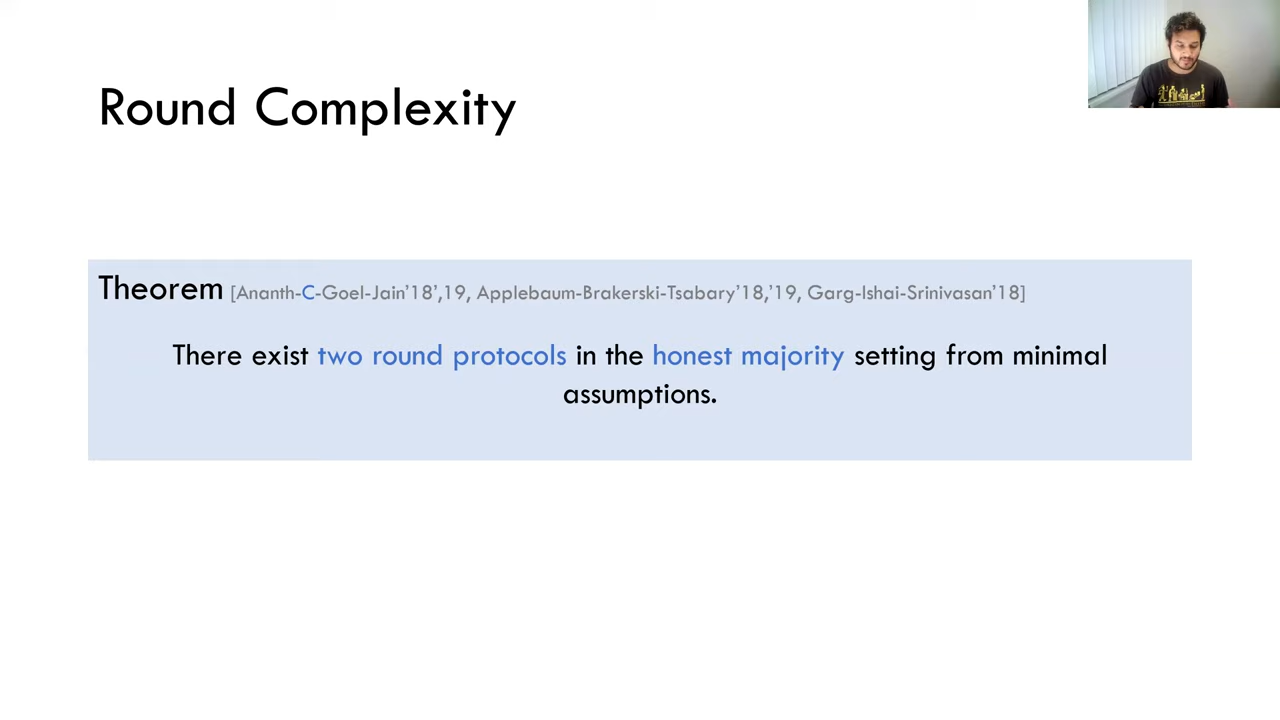 Round Complexity
Theorem [Ananth-C-Goel-Jain’18’,19, Applebaum-Brakerski-Tsabary’18,’19, Garg-Ishai-Srinivasan’18]
There exist two round protocols in the honest majority setting from minimal
assumptions.